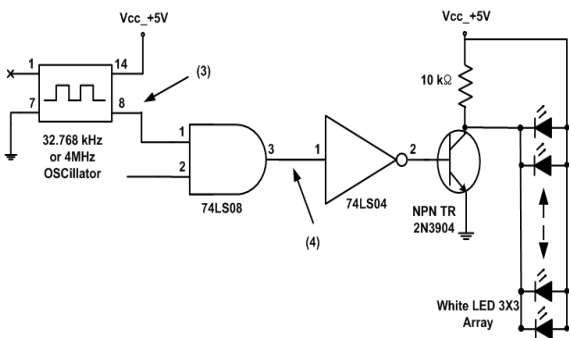 Vcc_+5V
Vcc_+5V
1
14
(3)
7
8
10 kΩ
32.768 kHz
or 4MHz
OSCillator
1
2
3
74LS08
1
2
74LS04
(4)
NPN TR
2N3904
White LED 3X3
Array